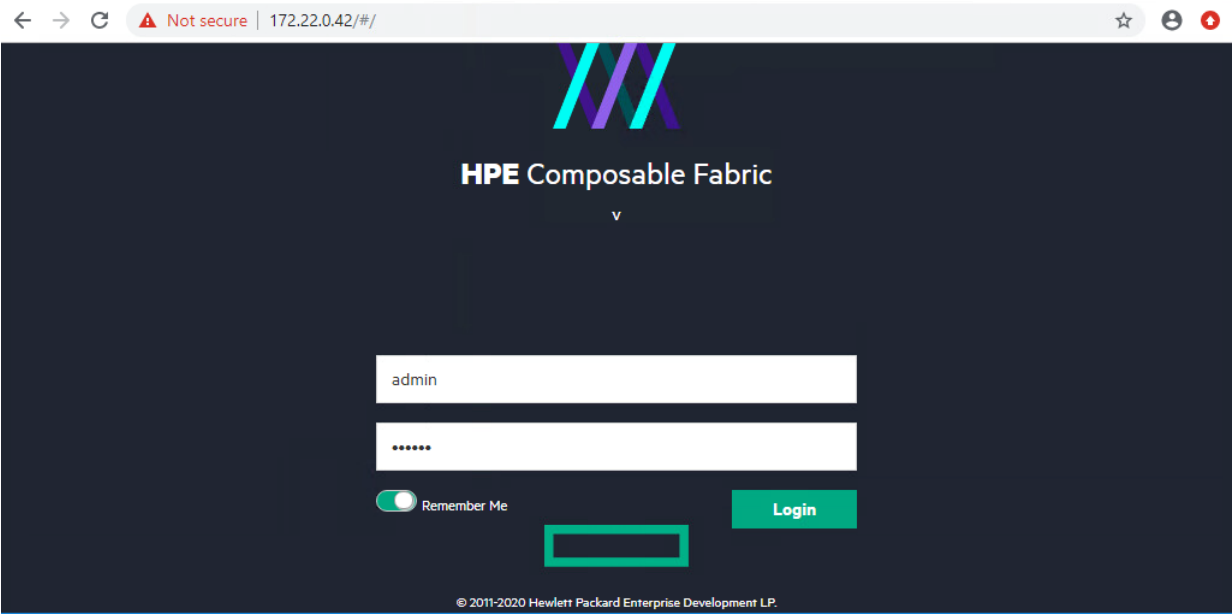 Not secure | 172.22.0.42/#/
HPE Composable Fabric
v
admin
••••••
Remember Me
Login
© 2011-2020 Hewlett Packard Enterprise Development LP.